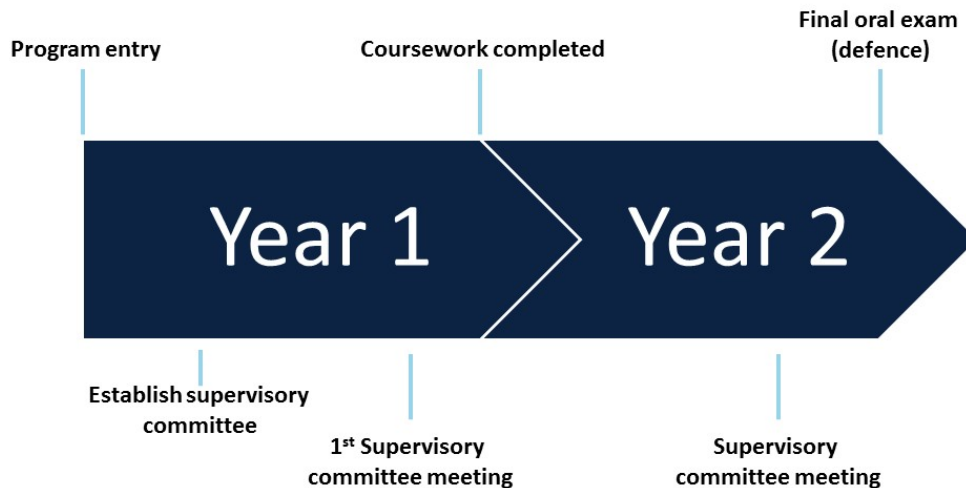 Final oral exam
(defence)
Program entry
Coursework completed
Year 1
Year 2
Establish supervisory
committee
1st Supervisory
committee meeting
Supervisory
committee meeting